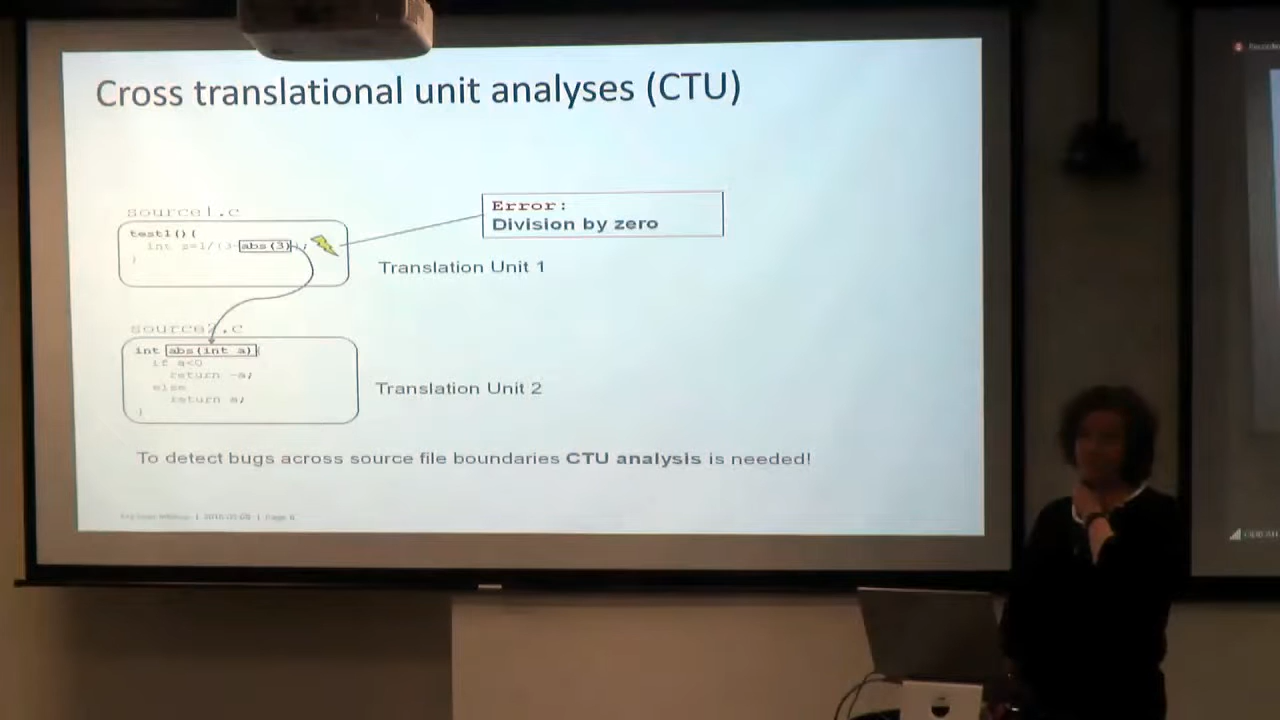 Cross translational unit analyses (CTU)
source1.c
test1(){
int z=1/(3-abs(3));
}
Error:
Division by zero
Translation Unit 1
source2.c
int abs(int a){
if a<0
return -a;
else
return a;
}
Translation Unit 2
To detect bugs across source file boundaries CTU analysis is needed!
Page 6